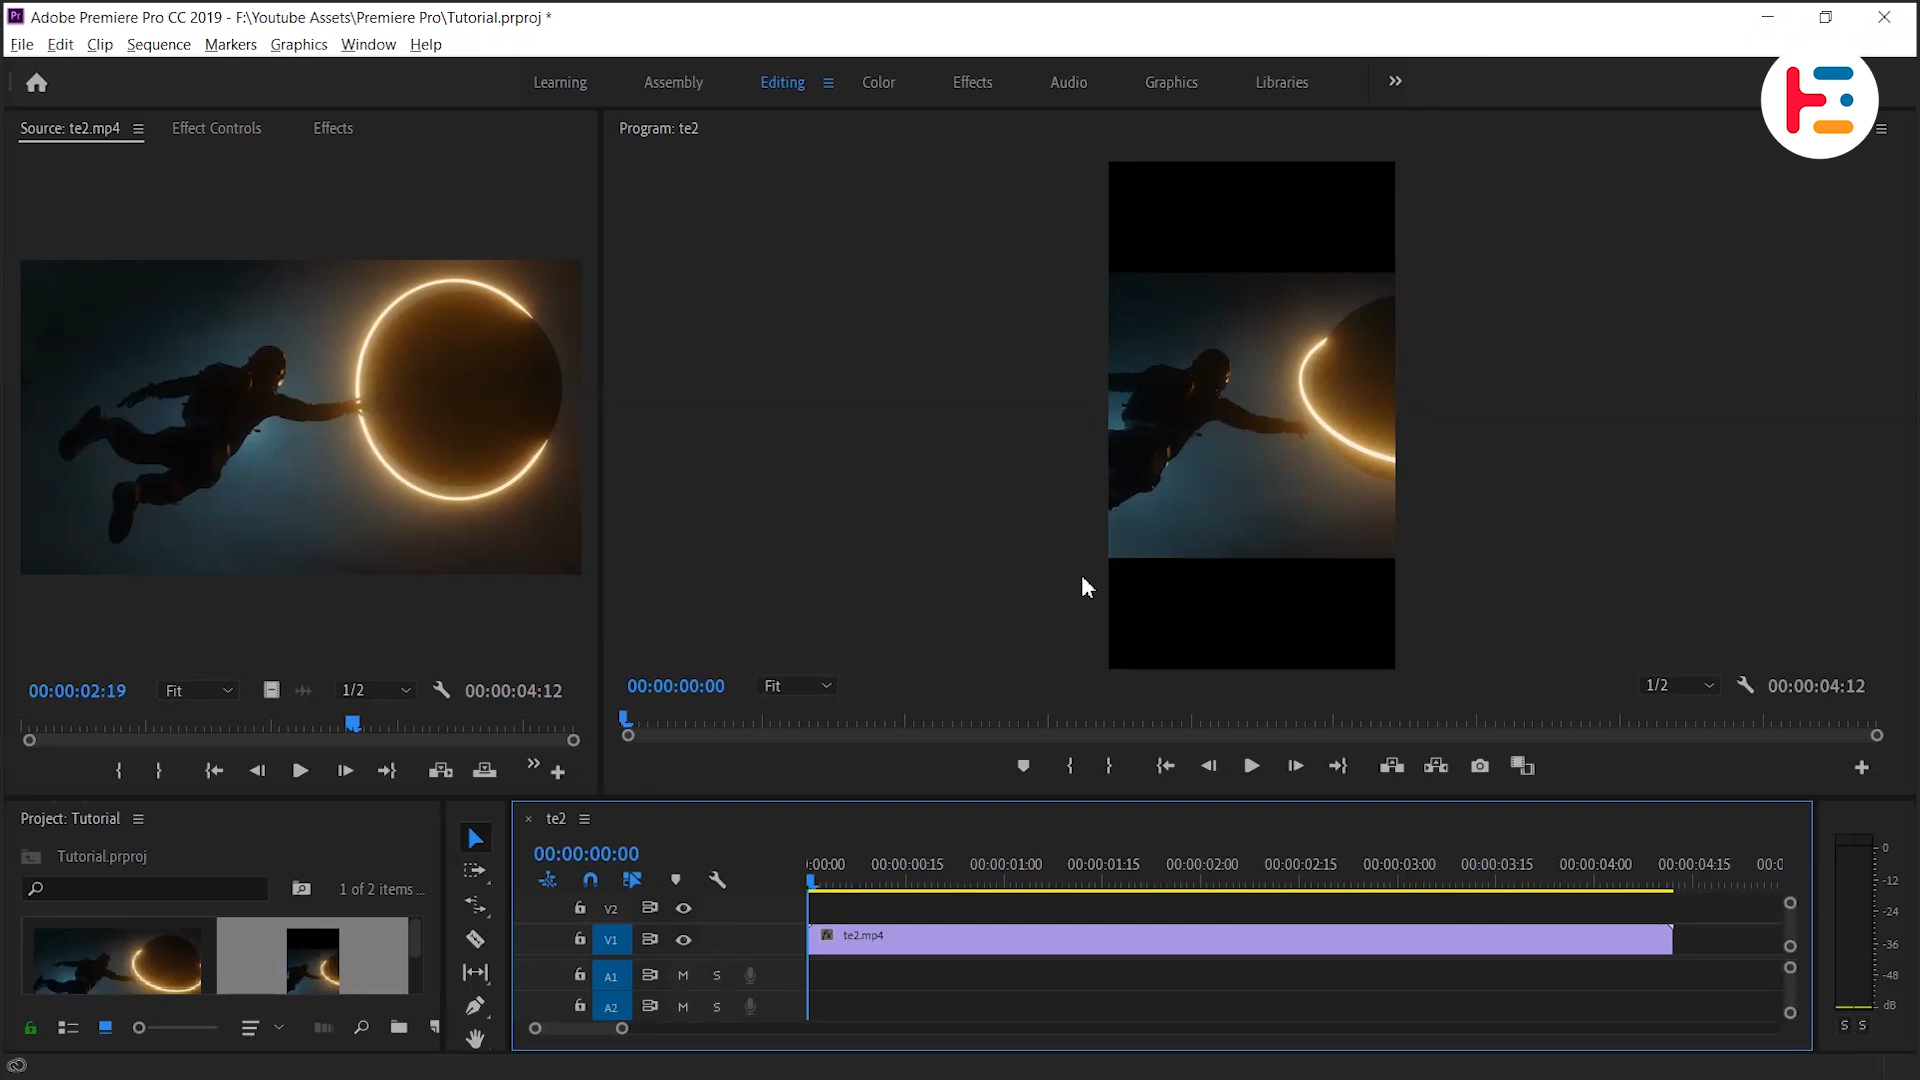 Pr Adobe Premiere Pro CC 2019 - F:\Youtube Assets\Premiere Pro\Tutorial.prproj *
File Edit Clip Sequence Markers Graphics Window Help
Learning Assembly Editing Color Effects Audio Graphics Libraries
Source: te2.mp4 Effect Controls Effects
Program: te2
00:00:02:19 Fit 1/2 00:00:04:12
00:00:00:00 Fit 1/2 00:00:04:12
Project: Tutorial
Tutorial.prproj
1 of 2 items ...
te2
00:00:00:00
:00:00 00:00:00:15 00:00:01:00 00:00:01:15 00:00:02:00 00:00:02:15 00:00:03:00 00:00:03:15 00:00:04:00 00:00:04:15 00:0
V2
V1 fx te2.mp4
A1 M S
A2 M S
0
-12
-24
-36
-48
dB
S S